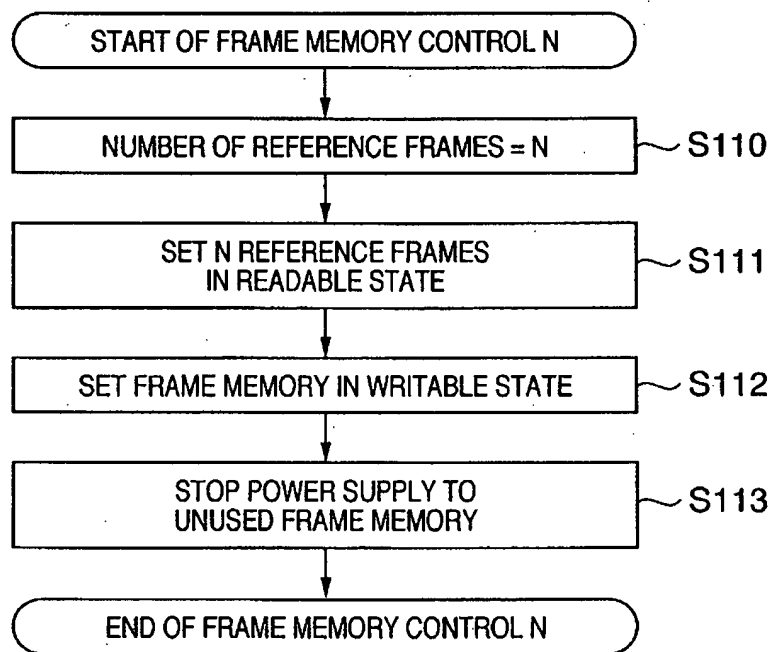 START OF FRAME MEMORY CONTROL N
NUMBER OF REFERENCE FRAMES = N
S110
SET N REFERENCE FRAMES
IN READABLE STATE
S111
SET FRAME MEMORY IN WRITABLE STATE
S112
STOP POWER SUPPLY TO
UNUSED FRAME MEMORY
S113
END OF FRAME MEMORY CONTROL N